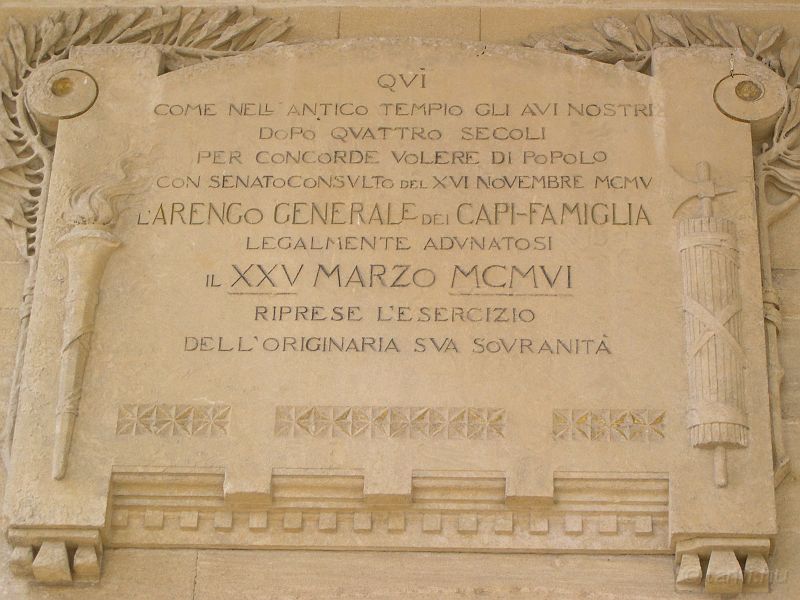 QVÌ
COME NELL'ANTICO TEMPIO GLI AVI NOSTRI
DOPO QVATTRO SECOLI
PER CONCORDE VOLERE DI POPOLO
CON SENATOCONSVLTO DEL XVI NOVEMBRE MCMV
L'ARENGO GENERALE DEI CAPI-FAMIGLIA
LEGALMENTE ADVNATOSI
IL XXV MARZO MCMVI
RIPRESE L'ESERCIZIO
DELL'ORIGINARIA SVA SOVRANITÀ